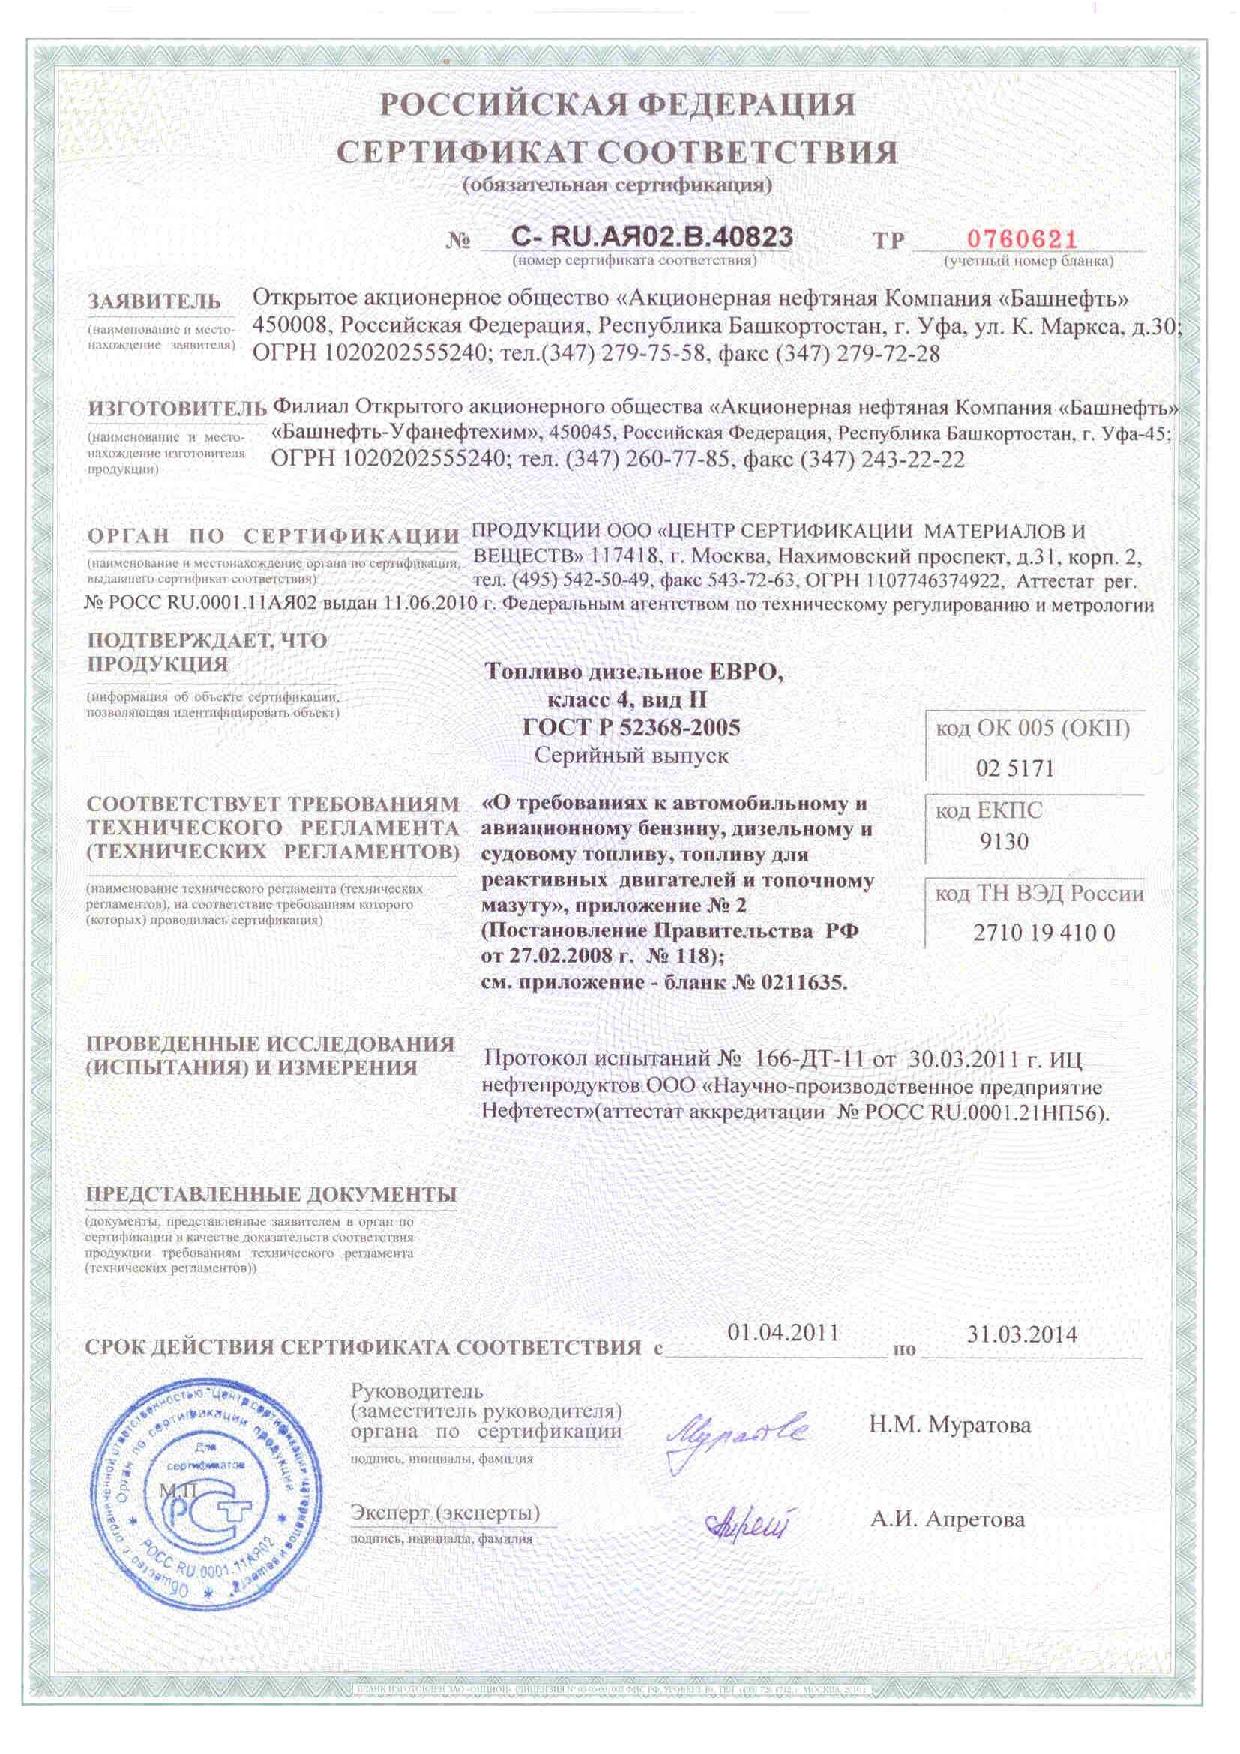 РОССИЙСКАЯ ФЕДЕРАЦИЯ
СЕРТИФИКАТ СООТВЕТСТВИЯ
(обязательная сертификация)
№ С- RU.АЯ02.В.40823 ТР 0760621
(номер сертификата соответствия) (учетный номер бланка)
ЗАЯВИТЕЛЬ Открытое акционерное общество «Акционерная нефтяная Компания «Башнефть»
(наименование и место- 450008, Российская Федерация, Республика Башкортостан, г. Уфа, ул. К. Маркса, д.30;
нахождение заявителя) ОГРН 1020202555240; тел.(347) 279-75-58, факс (347) 279-72-28
ИЗГОТОВИТЕЛЬ Филиал Открытого акционерного общества «Акционерная нефтяная Компания «Башнефть»
(наименование и место- «Башнефть-Уфанефтехим», 450045, Российская Федерация, Республика Башкортостан, г. Уфа-45;
нахождение изготовителя ОГРН 1020202555240; тел. (347) 260-77-85, факс (347) 243-22-22
продукции)
ОРГАН ПО СЕРТИФИКАЦИИ ПРОДУКЦИИ ООО «ЦЕНТР СЕРТИФИКАЦИИ МАТЕРИАЛОВ И
(наименование и местонахождение органа по сертификации, ВЕЩЕСТВ» 117418, г. Москва, Нахимовский проспект, д.31, корп. 2,
выдавшего сертификат соответствия) тел. (495) 542-50-49, факс 543-72-63, ОГРН 1107746374922, Аттестат рег.
№ РОСС RU.0001.11АЯ02 выдан 11.06.2010 г. Федеральным агентством по техническому регулированию и метрологии
ПОДТВЕРЖДАЕТ, ЧТО
ПРОДУКЦИЯ
(информация об объекте сертификации,
позволяющая идентифицировать объект)
Топливо дизельное ЕВРО,
класс 4, вид II
ГОСТ Р 52368-2005
Серийный выпуск
код ОК 005 (ОКП)
02 5171
СООТВЕТСТВУЕТ ТРЕБОВАНИЯМ
ТЕХНИЧЕСКОГО РЕГЛАМЕНТА
(ТЕХНИЧЕСКИХ РЕГЛАМЕНТОВ)
(наименование технического регламента (технических
регламентов), на соответствие требованиям которого
(которых) проводилась сертификация)
«О требованиях к автомобильному и
авиационному бензину, дизельному и
судовому топливу, топливу для
реактивных двигателей и топочному
мазуту», приложение № 2
(Постановление Правительства РФ
от 27.02.2008 г. № 118);
см. приложение - бланк № 0211635.
код ЕКПС
9130
код ТН ВЭД России
2710 19 410 0
ПРОВЕДЕННЫЕ ИССЛЕДОВАНИЯ
(ИСПЫТАНИЯ) И ИЗМЕРЕНИЯ
Протокол испытаний № 166-ДТ-11 от 30.03.2011 г. ИЦ
нефтепродуктов ООО «Научно-производственное предприятие
Нефтетест»(аттестат аккредитации № РОСС RU.0001.21НП56).
ПРЕДСТАВЛЕННЫЕ ДОКУМЕНТЫ
(документы, представленные заявителем в орган по
сертификации в качестве доказательств соответствия
продукции требованиям технического регламента
(технических регламентов))
СРОК ДЕЙСТВИЯ СЕРТИФИКАТА СООТВЕТСТВИЯ с 01.04.2011 по 31.03.2014
Руководитель
(заместитель руководителя)
органа по сертификации Н.М. Муратова
подпись, инициалы, фамилия
Эксперт (эксперты) А.И. Апретова
подпись, инициалы, фамилия
М.П.
Орган по сертификации продукции
Для
сертификатов
РОСС RU.0001.11АЯ02